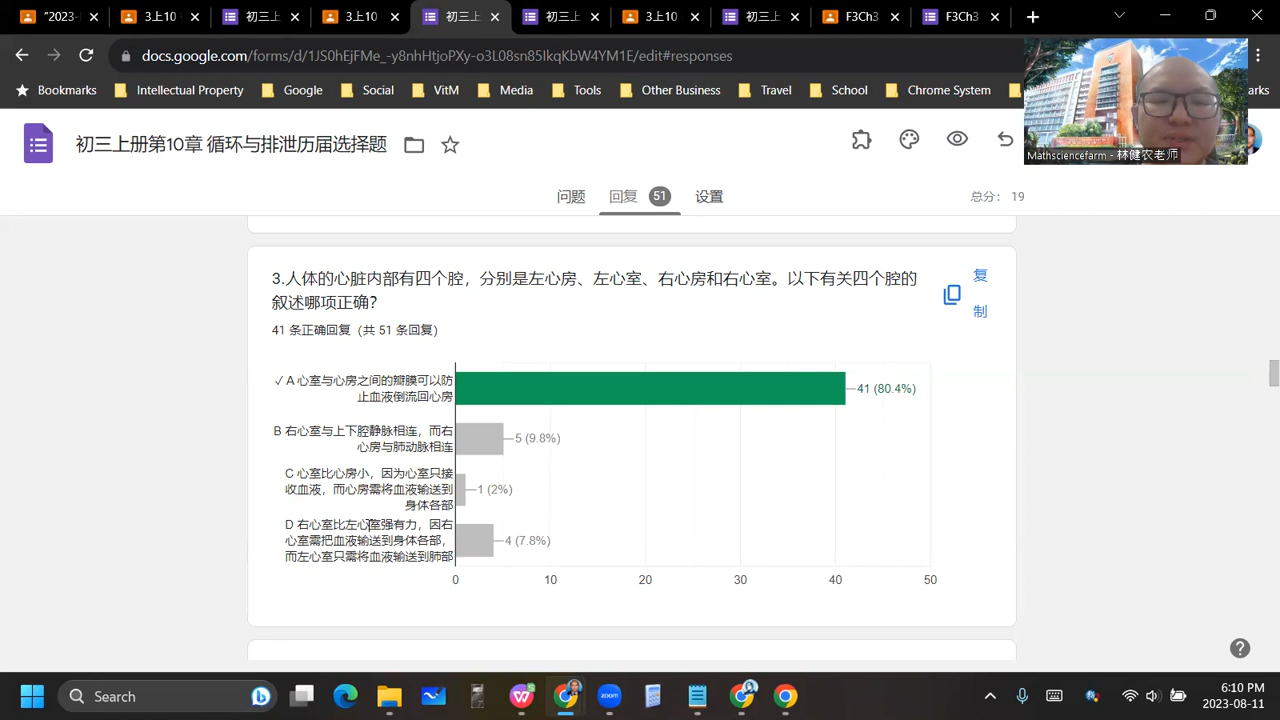 "2023-
3上10
初三上
3上10
初三上
初三上
3上10
初三上
F3Ch3
F3Ch3
docs.google.com/forms/d/
/edit#responses
Bookmarks
Intellectual Property
Google
Social
VitM
Media
Tools
Other Business
Travel
School
Chrome System
初三上册第10章 循环与排泄历届选择题
Mathsciencefarm - 林健农老师
问题
回复 51
设置
总分： 19
3.人体的心脏内部有四个腔，分别是左心房、左心室、右心房和右心室。以下有关四个腔的
叙述哪项正确?
复
制
41 条正确回复（共 51 条回复）
✓ A 心室与心房之间的瓣膜可以防
止血液倒流回心房
41 (80.4%)
B 右心室与上下腔静脉相连，而右
心房与肺动脉相连
5 (9.8%)
C 心室比心房小，因为心室只接
收血液，而心房需将血液输送到
身体各部
1 (2%)
D 右心室比左心室强有力，因右
心室需把血液输送到身体各部，
而左心室只需将血液输送到肺部
4 (7.8%)
0 10 20 30 40 50
Search
6:10 PM
2023-08-11